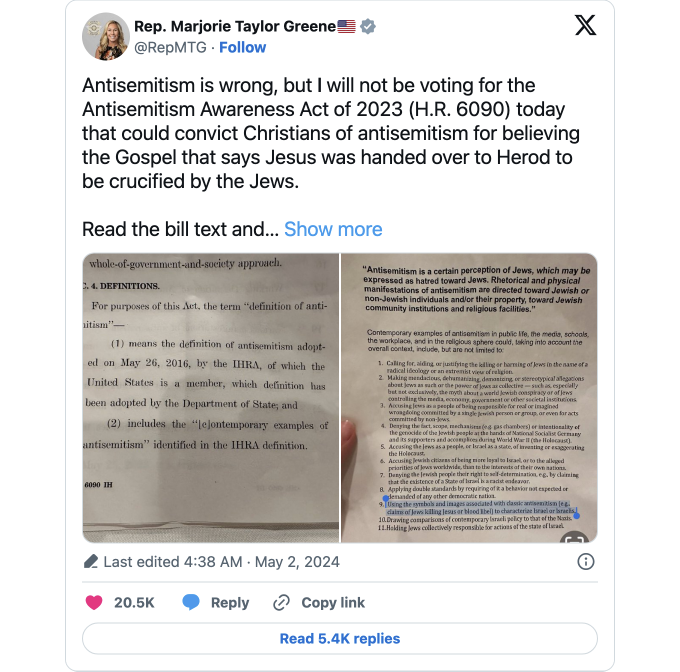 Rep. Marjorie Taylor Greene🇺🇸
@RepMTG · Follow
X
Antisemitism is wrong, but I will not be voting for the
Antisemitism Awareness Act of 2023 (H.R. 6090) today
that could convict Christians of antisemitism for believing
the Gospel that says Jesus was handed over to Herod to
be crucified by the Jews.
Read the bill text and... Show more
whole-of-government-and-society approach.
. 4. DEFINITIONS.
For purposes of this Act, the term "definition of anti-
itism"—
(1) means the definition of antisemitism adopt-
ed on May 26, 2016, by the IHRA, of which the
United States is a member, which definition has
been adopted by the Department of State; and
(2) includes the "[c]ontemporary examples of
antisemitism" identified in the IHRA definition.
6090 IH
"Antisemitism is a certain perception of Jews, which may be
expressed as hatred toward Jews. Rhetorical and physical
manifestations of antisemitism are directed toward Jewish or
non-Jewish individuals and/or their property, toward Jewish
community institutions and religious facilities."
Contemporary examples of antisemitism in public life, the media, schools,
the workplace, and in the religious sphere could, taking into account the
overall context, include, but are not limited to:
1. Calling for, aiding, or justifying the killing or harming of Jews in the name of a
radical ideology or an extremist view of religion.
2. Making mendacious, dehumanizing, demonizing, or stereotypical allegations
about Jews as such or the power of Jews as collective — such as, especially
but not exclusively, the myth about a world Jewish conspiracy or of Jews
controlling the media, economy, government or other societal institutions.
3. Accusing Jews as a people of being responsible for real or imagined
wrongdoing committed by a single Jewish person or group, or even for acts
committed by non-Jews.
4. Denying the fact, scope, mechanisms (e.g. gas chambers) or intentionality of
the genocide of the Jewish people at the hands of National Socialist Germany
and its supporters and accomplices during World War II (the Holocaust).
5. Accusing the Jews as a people, or Israel as a state, of inventing or exaggerating
the Holocaust.
6. Accusing Jewish citizens of being more loyal to Israel, or to the alleged
priorities of Jews worldwide, than to the interests of their own nations.
7. Denying the Jewish people their right to self-determination, e.g., by claiming
that the existence of a State of Israel is a racist endeavor.
8. Applying double standards by requiring of it a behavior not expected or
demanded of any other democratic nation.
9. Using the symbols and images associated with classic antisemitism (e.g.,
claims of Jews killing Jesus or blood libel) to characterize Israel or Israelis.
10.Drawing comparisons of contemporary Israeli policy to that of the Nazis.
11.Holding Jews collectively responsible for actions of the state of Israel.
Last edited 4:38 AM · May 2, 2024
20.5K Reply Copy link
Read 5.4K replies